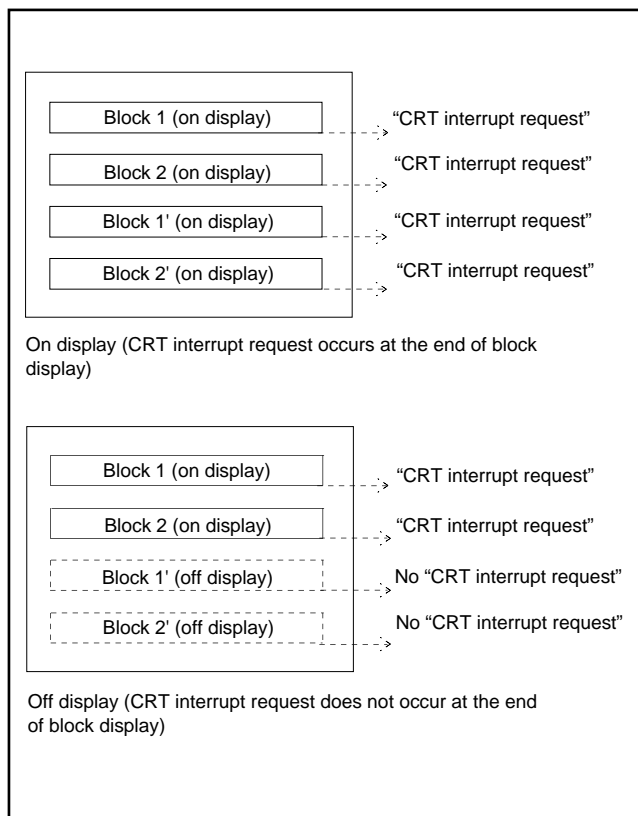 Block 1 (on display)
“CRT interrupt request”
Block 2 (on display)
“CRT interrupt request”
Block 1' (on display)
“CRT interrupt request”
Block 2' (on display)
“CRT interrupt request”
On display (CRT interrupt request occurs at the end of block
display)
Block 1 (on display)
“CRT interrupt request”
Block 2 (on display)
“CRT interrupt request”
Block 1' (off display)
No “CRT interrupt request”
Block 2' (off display)
No “CRT interrupt request”
Off display (CRT interrupt request does not occur at the end
of block display)